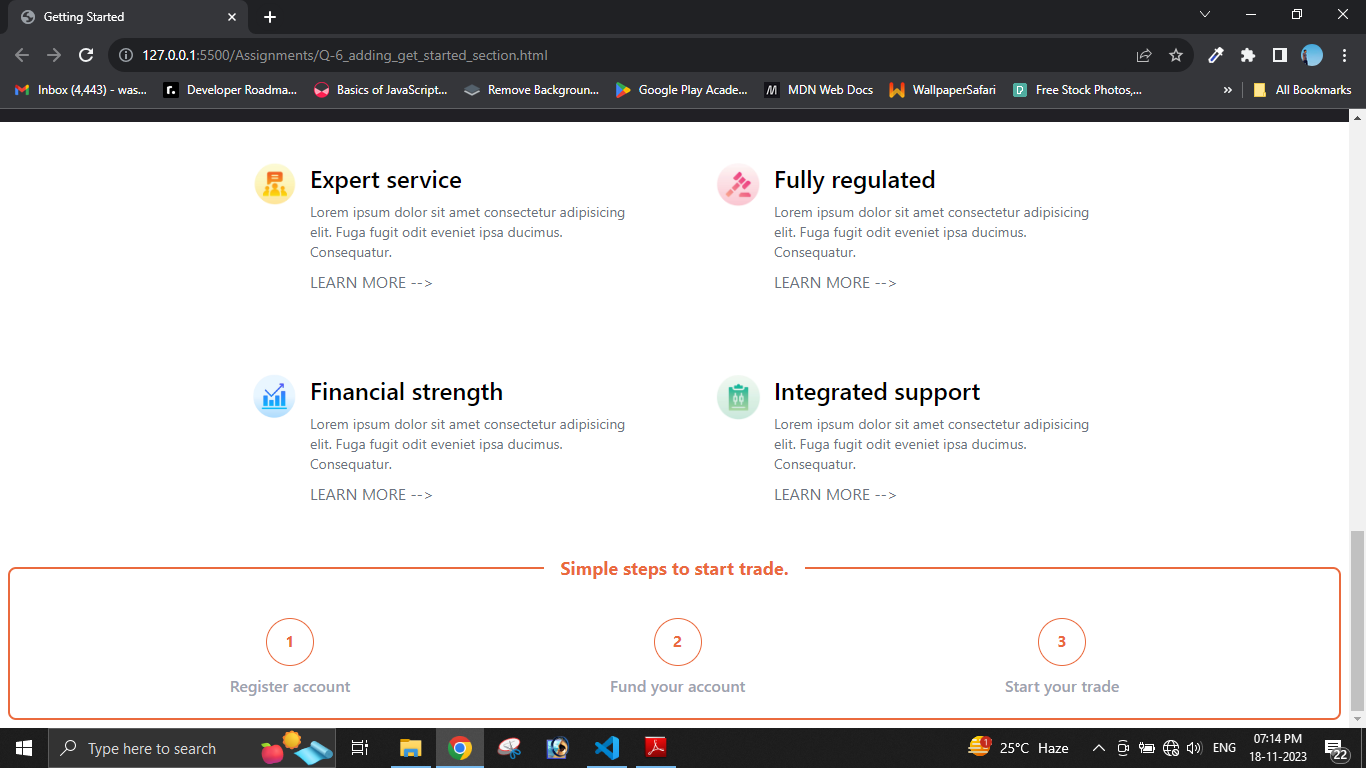 Getting Started
127.0.0.1:5500/Assignments/Q-6_adding_get_started_section.html
Inbox (4,443) - was... Developer Roadma... Basics of JavaScript... Remove Backgroun... Google Play Acade... MDN Web Docs WallpaperSafari Free Stock Photos,... » All Bookmarks
Expert service
Lorem ipsum dolor sit amet consectetur adipisicing
elit. Fuga fugit odit eveniet ipsa ducimus.
Consequatur.
LEARN MORE -->
Fully regulated
Lorem ipsum dolor sit amet consectetur adipisicing
elit. Fuga fugit odit eveniet ipsa ducimus.
Consequatur.
LEARN MORE -->
Financial strength
Lorem ipsum dolor sit amet consectetur adipisicing
elit. Fuga fugit odit eveniet ipsa ducimus.
Consequatur.
LEARN MORE -->
Integrated support
Lorem ipsum dolor sit amet consectetur adipisicing
elit. Fuga fugit odit eveniet ipsa ducimus.
Consequatur.
LEARN MORE -->
Simple steps to start trade.
1 2 3
Register account Fund your account Start your trade
Type here to search
1 25°C Haze ENG
07:14 PM
18-11-2023
22